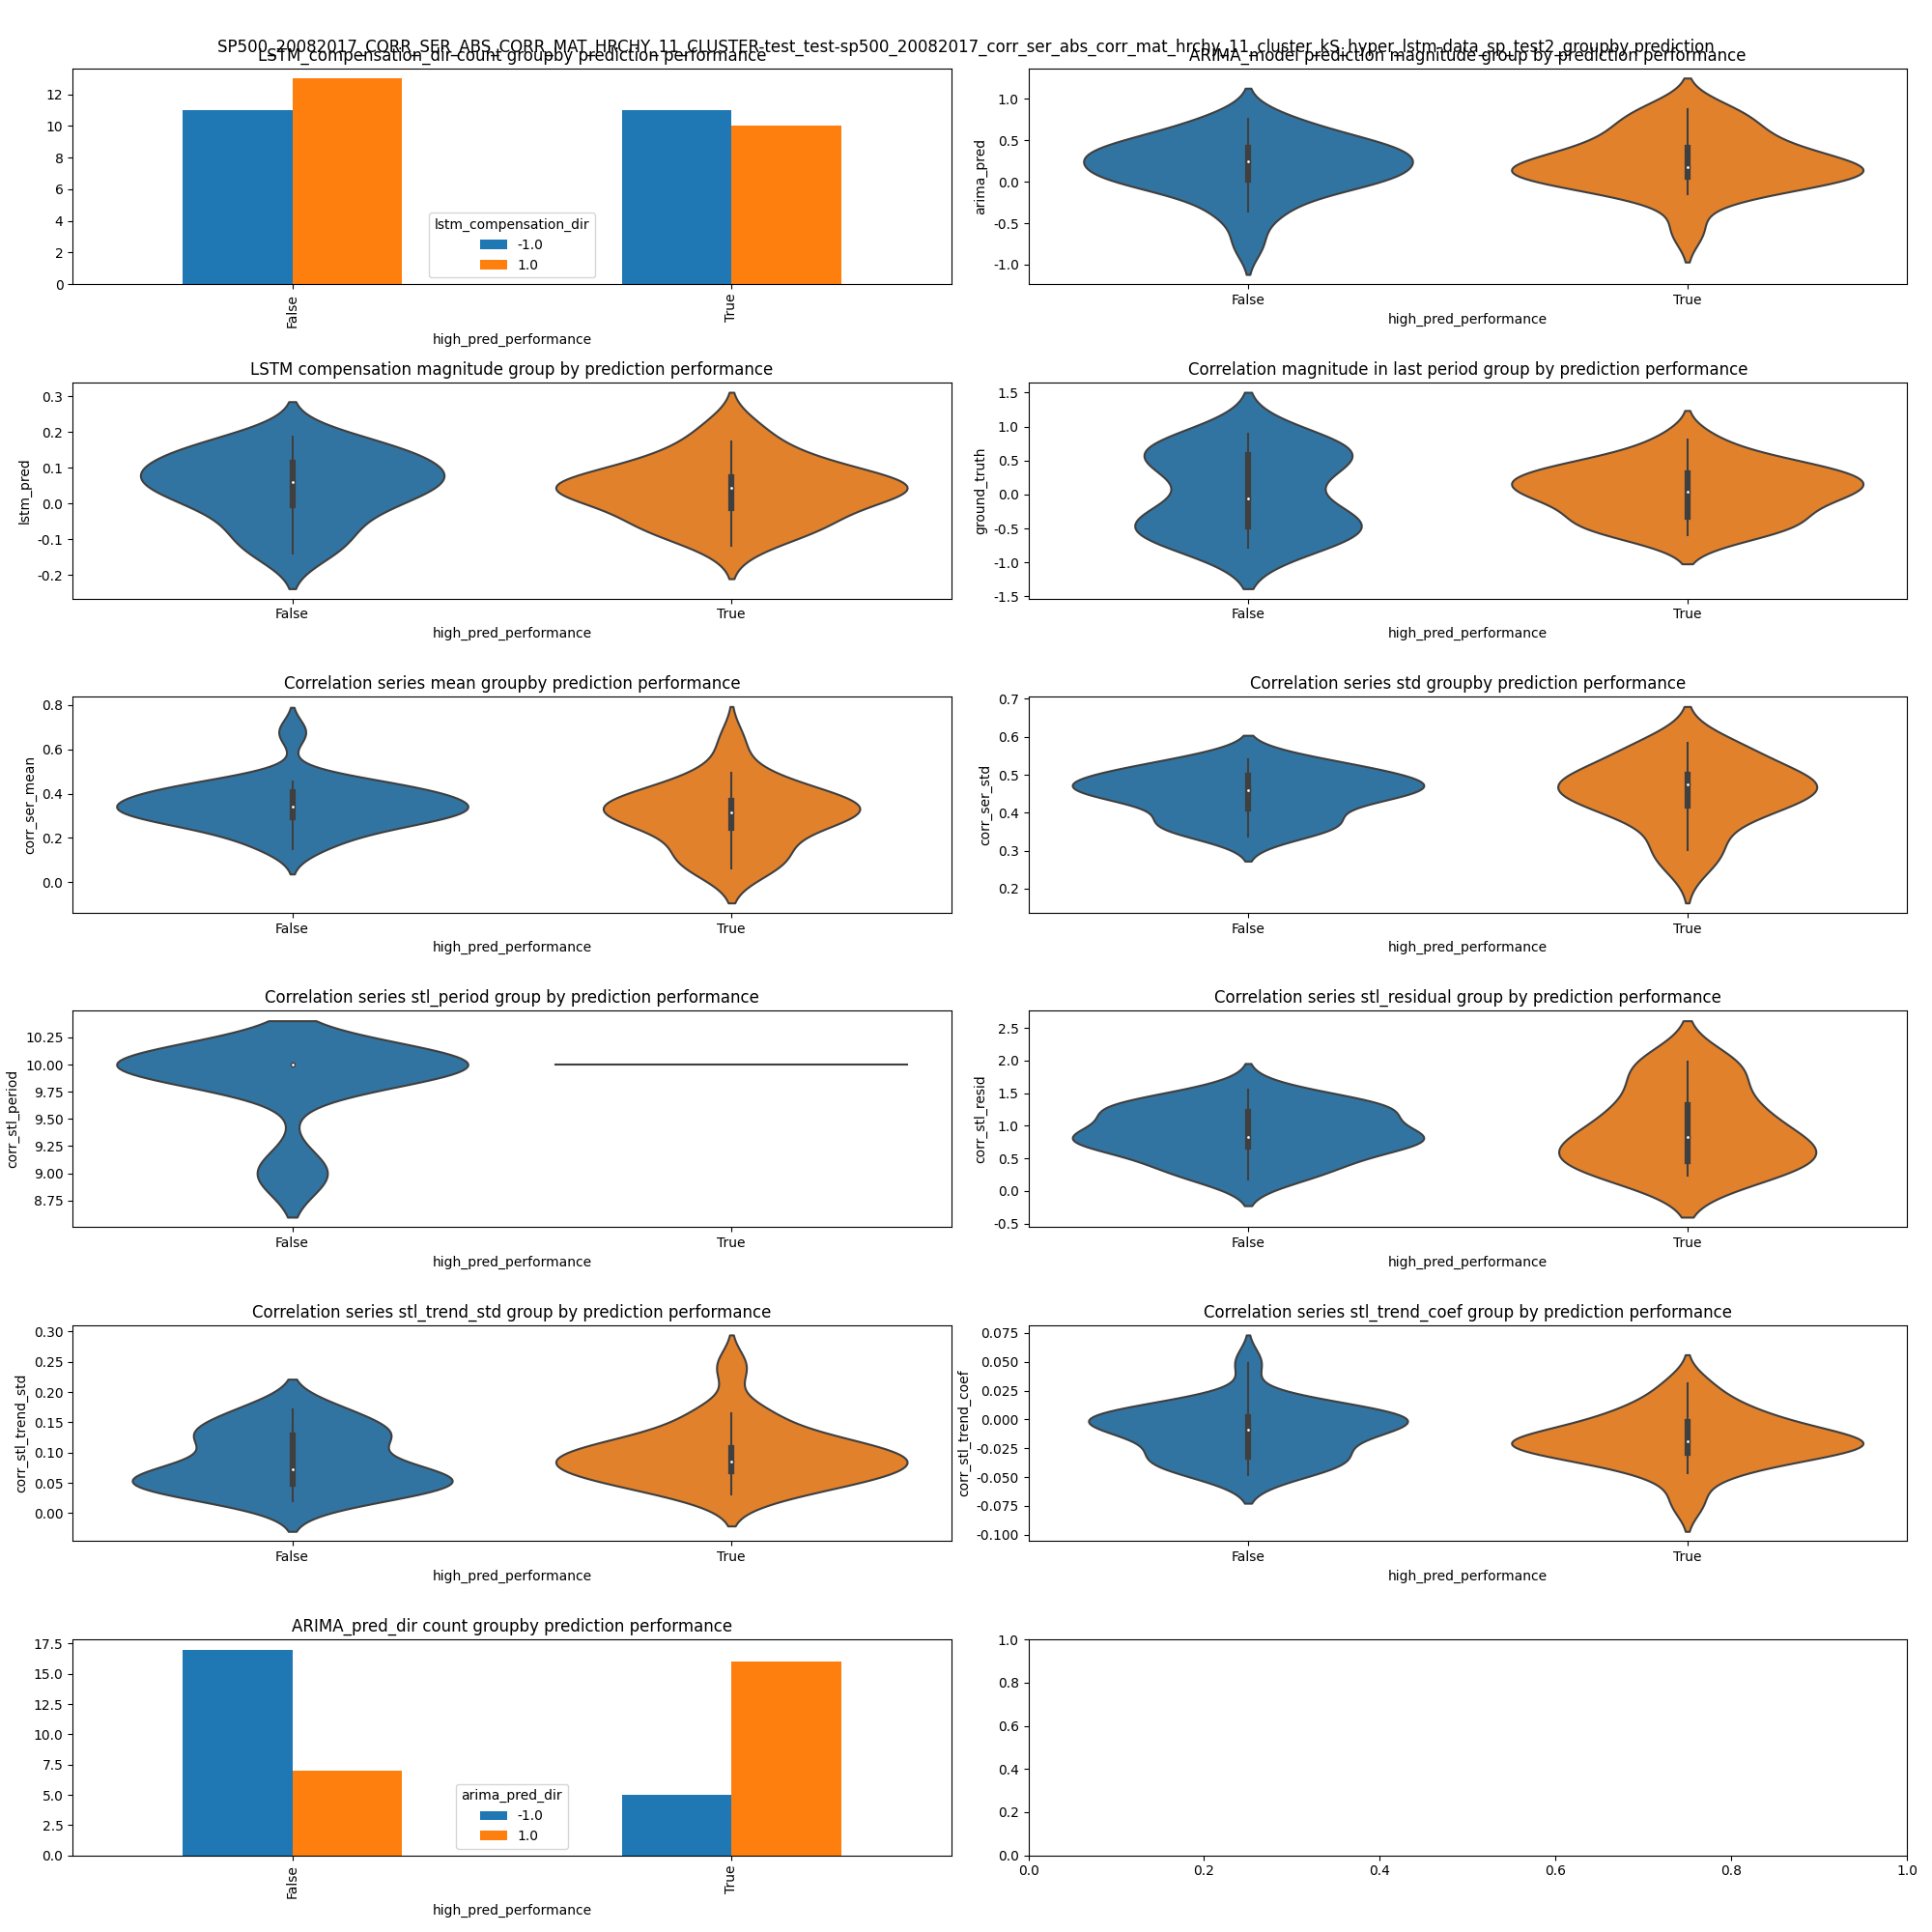 SP500_20082017_CORR_SER_ABS_CORR_MAT_HRCHY_11_CLUSTER-test_test-sp500_20082017_corr_ser_abs_corr_mat_hrchy_11_cluster_kS_hyper_lstm-data_sp_test2_groupby prediction
LSTM_compensation_dir count groupby prediction performance
12
10
8
6
4
2
0
lstm_compensation_dir
-1.0
1.0
False
True
high_pred_performance
ARIMA_model prediction magnitude group by prediction performance
arima_pred
1.0
0.5
0.0
-0.5
-1.0
False
True
high_pred_performance
LSTM compensation magnitude group by prediction performance
lstm_pred
0.3
0.2
0.1
0.0
-0.1
-0.2
False
True
high_pred_performance
Correlation magnitude in last period group by prediction performance
ground_truth
1.5
1.0
0.5
0.0
-0.5
-1.0
-1.5
False
True
high_pred_performance
Correlation series mean groupby prediction performance
corr_ser_mean
0.8
0.6
0.4
0.2
0.0
False
True
high_pred_performance
Correlation series std groupby prediction performance
corr_ser_std
0.7
0.6
0.5
0.4
0.3
0.2
False
True
high_pred_performance
Correlation series stl_period group by prediction performance
corr_stl_period
10.25
10.00
9.75
9.50
9.25
9.00
8.75
False
True
high_pred_performance
Correlation series stl_residual group by prediction performance
corr_stl_resid
2.5
2.0
1.5
1.0
0.5
0.0
-0.5
False
True
high_pred_performance
Correlation series stl_trend_std group by prediction performance
corr_stl_trend_std
0.30
0.25
0.20
0.15
0.10
0.05
0.00
False
True
high_pred_performance
Correlation series stl_trend_coef group by prediction performance
corr_stl_trend_coef
0.075
0.050
0.025
0.000
-0.025
-0.050
-0.075
-0.100
False
True
high_pred_performance
ARIMA_pred_dir count groupby prediction performance
17.5
15.0
12.5
10.0
7.5
5.0
2.5
0.0
arima_pred_dir
-1.0
1.0
False
True
high_pred_performance
1.0
0.8
0.6
0.4
0.2
0.0
0.0 0.2 0.4 0.6 0.8 1.0